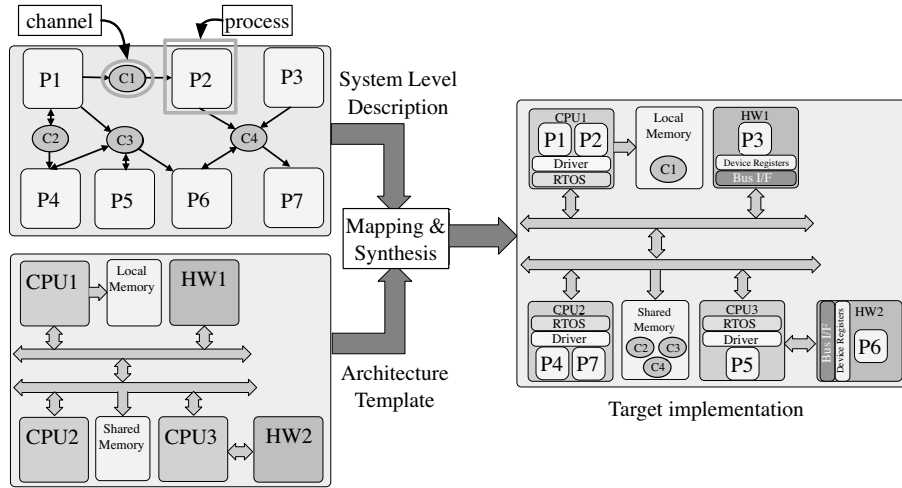 channel
process
P1
C1
P2
P3
C2
C3
C4
P4
P5
P6
P7
System Level
Description
CPU1
Local
Memory
HW1
CPU2
Shared
Memory
CPU3
HW2
Architecture
Template
Mapping &
Synthesis
CPU1
P1 P2
Driver
RTOS
Local
Memory
C1
HW1
P3
Device Registers
Bus I/F
CPU2
RTOS
Driver
P4 P7
Shared
Memory
C2 C3
C4
CPU3
RTOS
Driver
P5
Bus I/F
Device Registers
HW2
P6
Target implementation